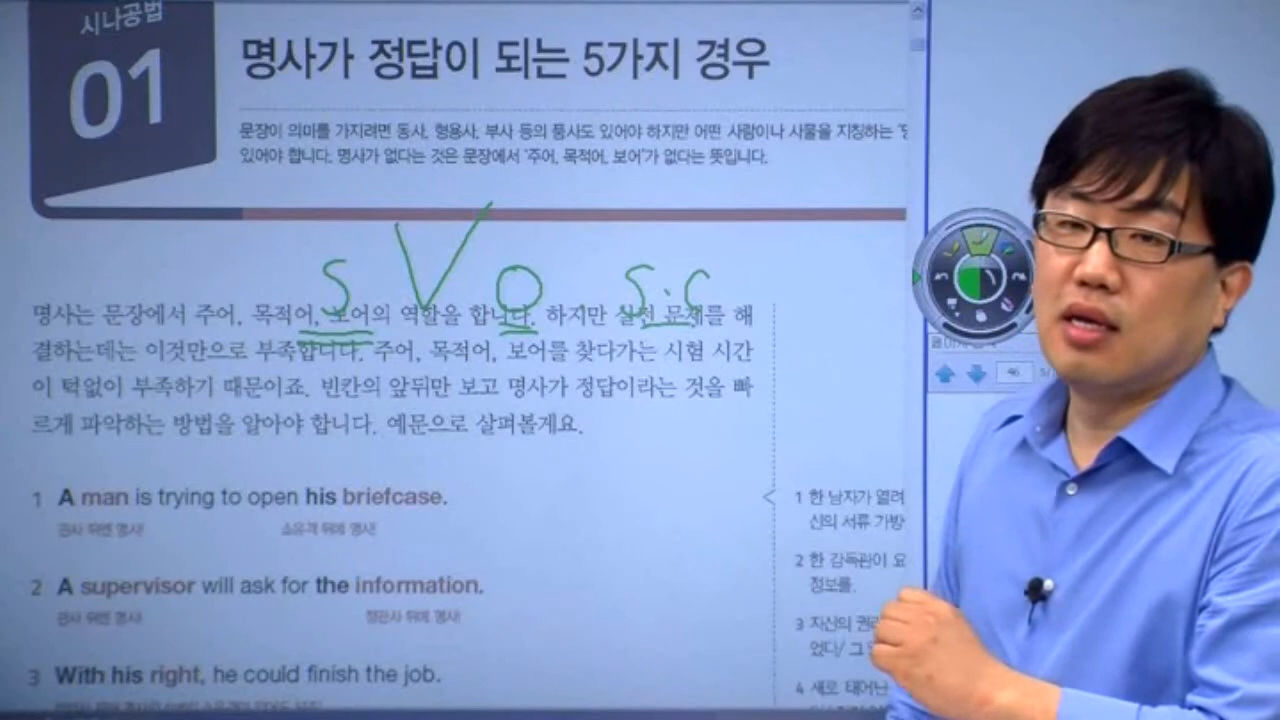 시나공법
01
명사가 정답이 되는 5가지 경우
문장이 의미를 가지려면 동사, 형용사, 부사 등의 품사도 있어야 하지만 어떤 사람이나 사물을 지칭하는
있어야 합니다. 명사가 없다는 것은 문장에서 '주어, 목적어, 보어'가 없다는 뜻입니다.
S V O S.C
명사는 문장에서 주어, 목적어, 보어의 역할을 합니다. 하지만 실전 문제를 해
결하는데는 이것만으로 부족합니다. 주어, 목적어, 보어를 찾다가는 시험 시간
이 턱없이 부족하기 때문이죠. 빈칸의 앞뒤만 보고 명사가 정답이라는 것을 빠
르게 파악하는 방법을 알아야 합니다. 예문으로 살펴볼게요.
1 A man is trying to open his briefcase.
관사 뒤엔 명사! 소유격 뒤에 명사!
2 A supervisor will ask for the information.
관사 뒤엔 명사! 정관사 뒤에 명사!
3 With his right, he could finish the job.
1 한 남자가 열려
신의 서류 가방
2 한 감독관이 요
정보를.
3 자신의 권리
었다/ 그
4 새로 태어난
46